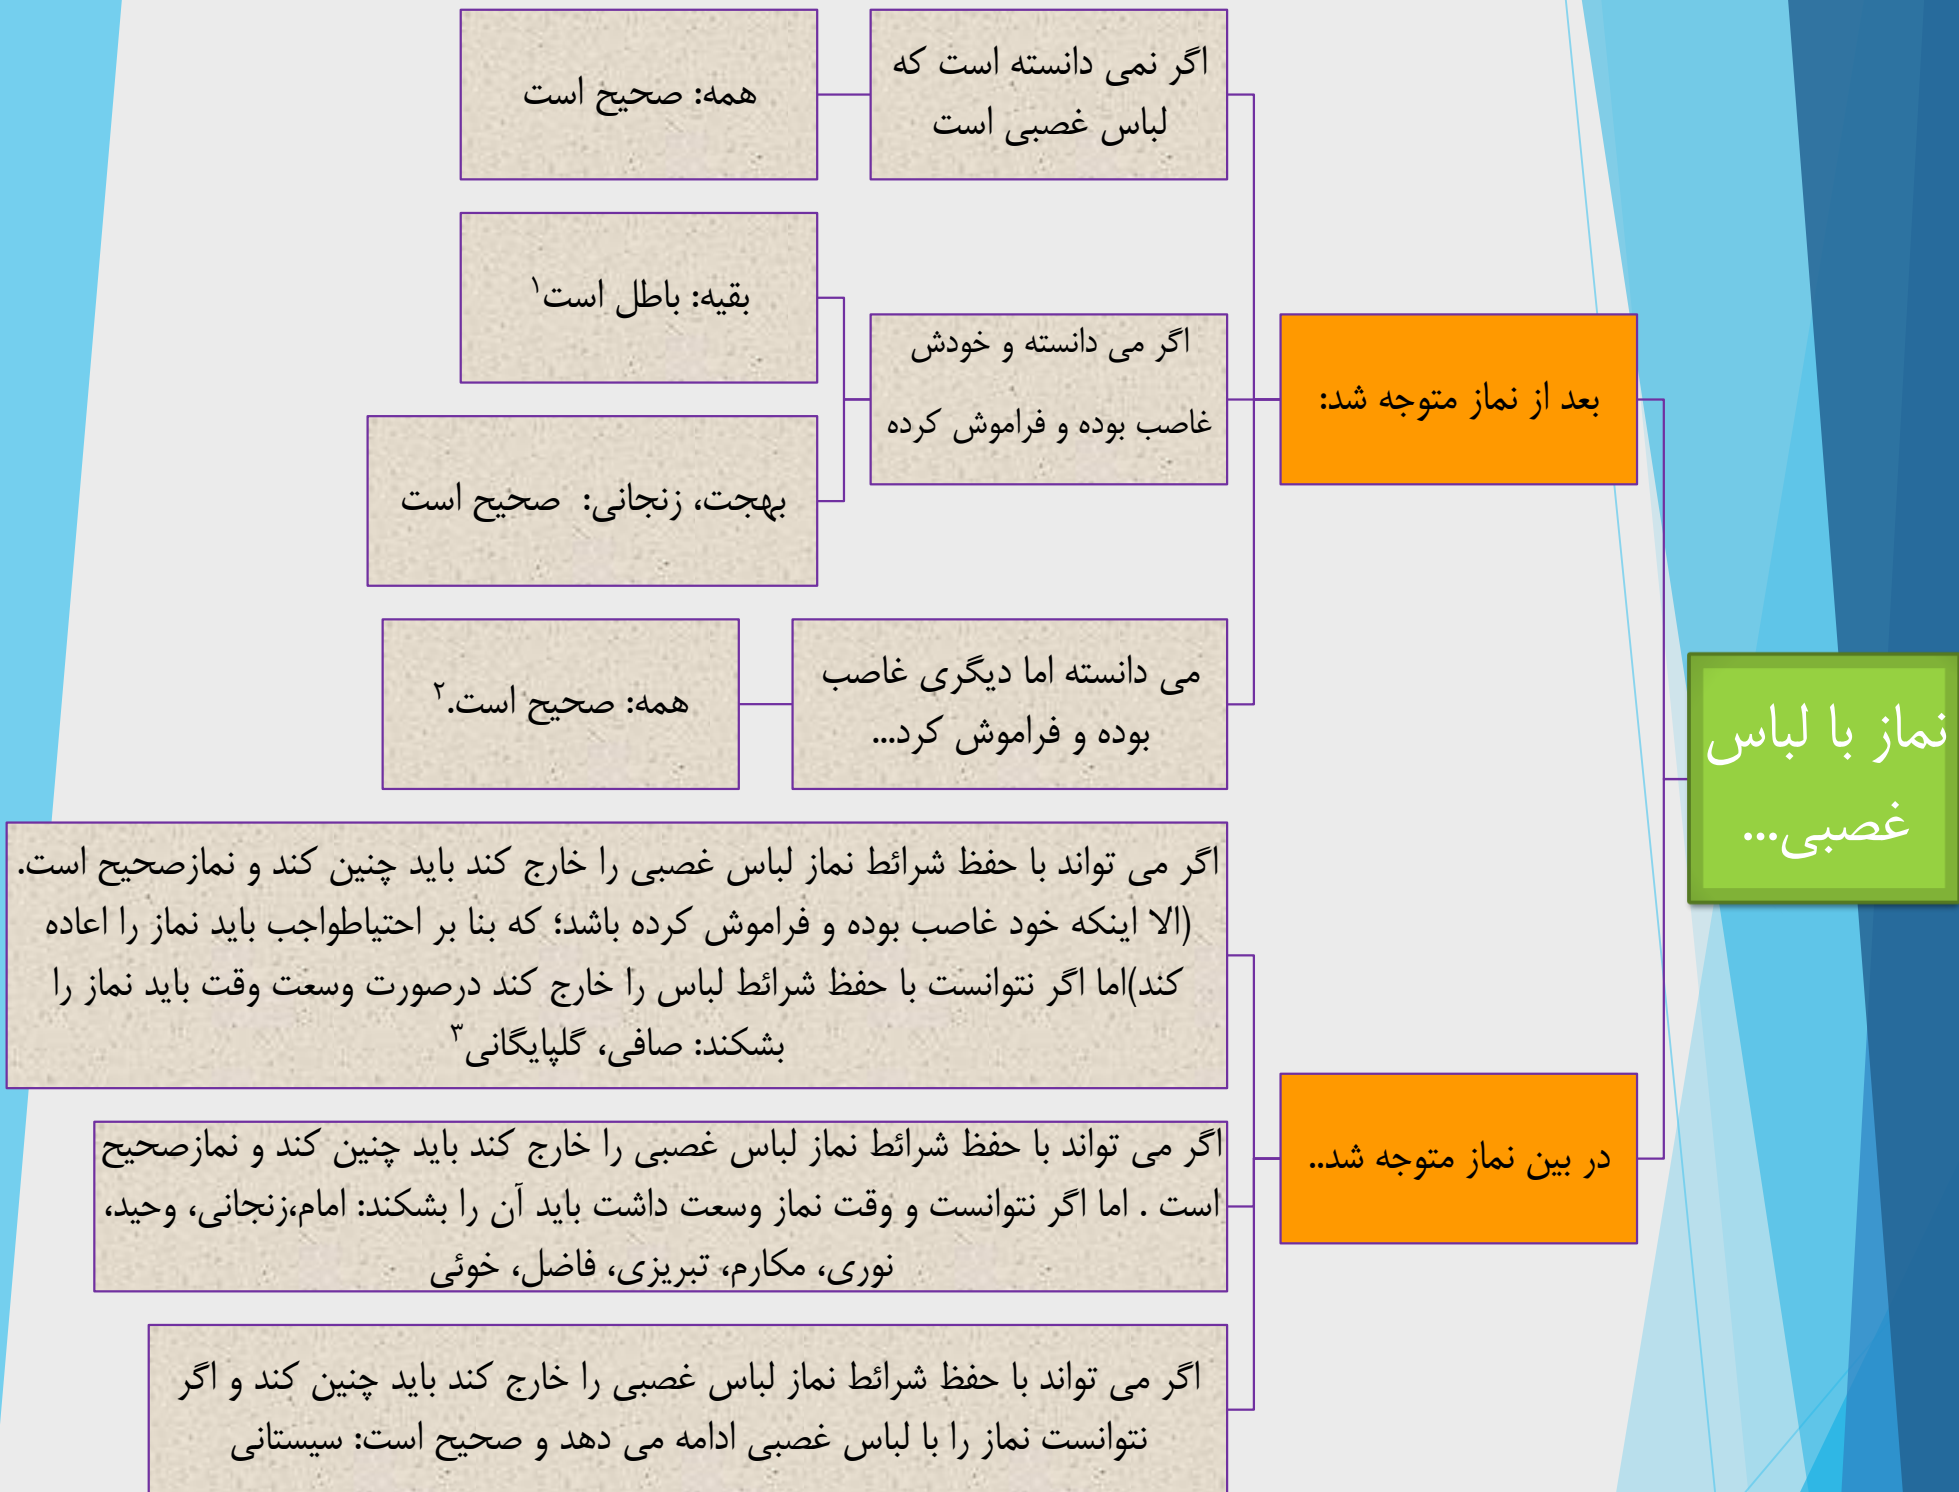 نماز با لباس
غصبی...
بعد از نماز متوجه شد:
اگر نمی دانسته است که
لباس غصبی است
همه: صحیح است
اگر می دانسته و خودش
غاصب بوده و فراموش کرده
بقیه: باطل است۱
بهجت، زنجانی: صحیح است
می دانسته اما دیگری غاصب
بوده و فراموش کرد...
همه: صحیح است.۲
در بین نماز متوجه شد..
اگر می تواند با حفظ شرائط نماز لباس غصبی را خارج کند باید چنین کند و نمازصحیح است.
(الا اینکه خود غاصب بوده و فراموش کرده باشد؛ که بنا بر احتیاطواجب باید نماز را اعاده
کند)اما اگر نتوانست با حفظ شرائط لباس را خارج کند درصورت وسعت وقت باید نماز را
بشکند: صافی، گلپایگانی۳
اگر می تواند با حفظ شرائط نماز لباس غصبی را خارج کند باید چنین کند و نمازصحیح
است . اما اگر نتوانست و وقت نماز وسعت داشت باید آن را بشکند: امام،زنجانی، وحید،
نوری، مکارم، تبریزی، فاضل، خوئی
اگر می تواند با حفظ شرائط نماز لباس غصبی را خارج کند باید چنین کند و اگر
نتوانست نماز را با لباس غصبی ادامه می دهد و صحیح است: سیستانی